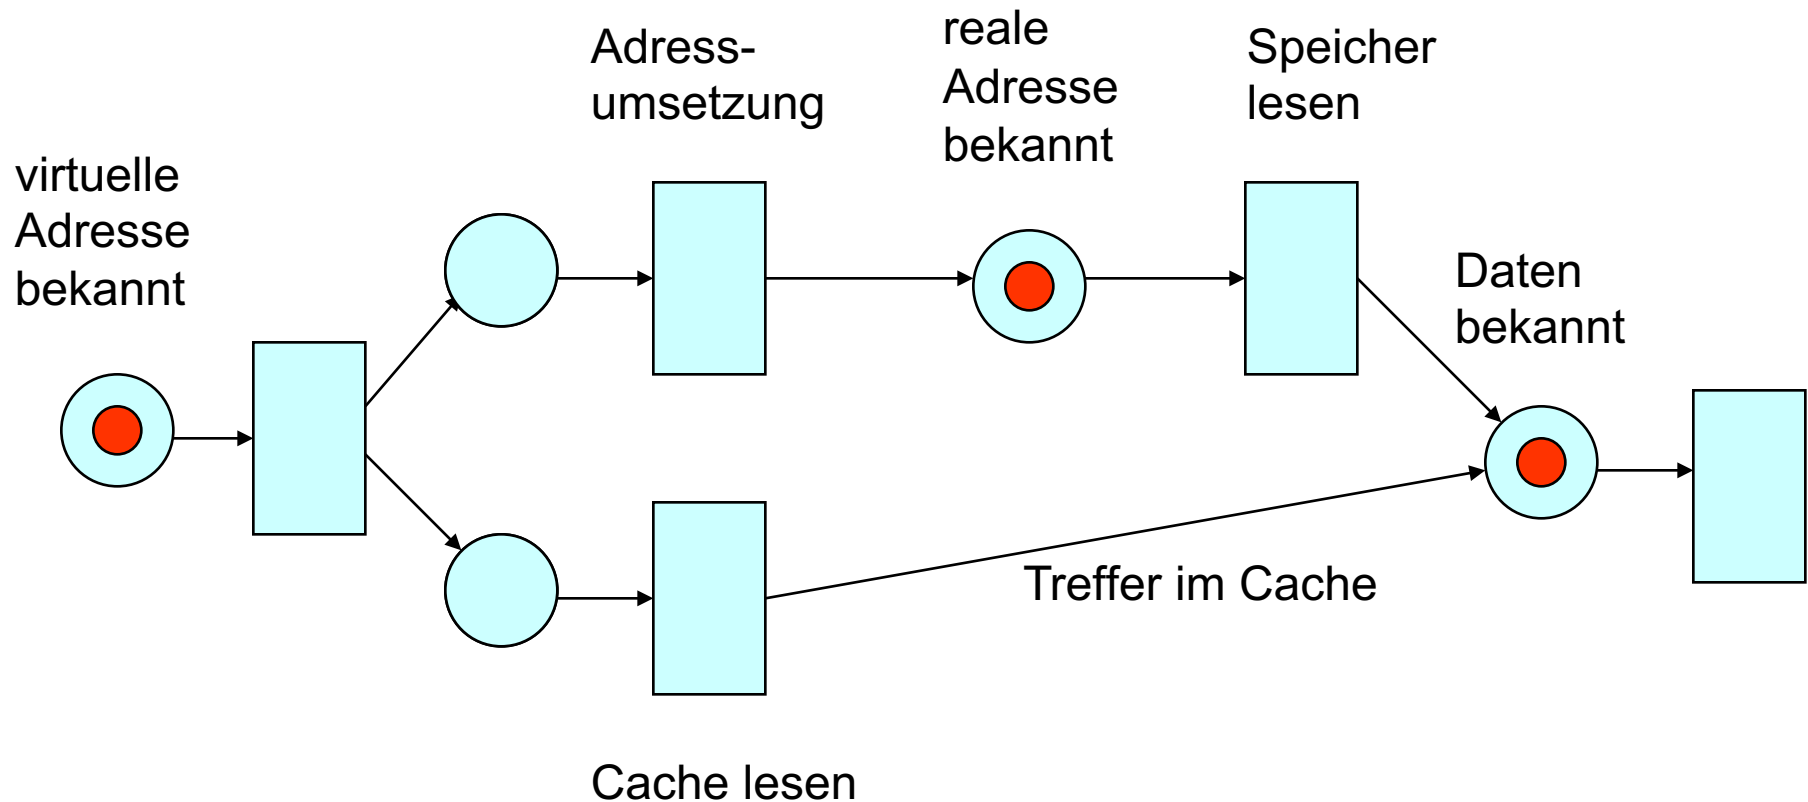 virtuelle
Adresse
bekannt
Adress-
umsetzung
reale
Adresse
bekannt
Speicher
lesen
Daten
bekannt
Treffer im Cache
Cache lesen